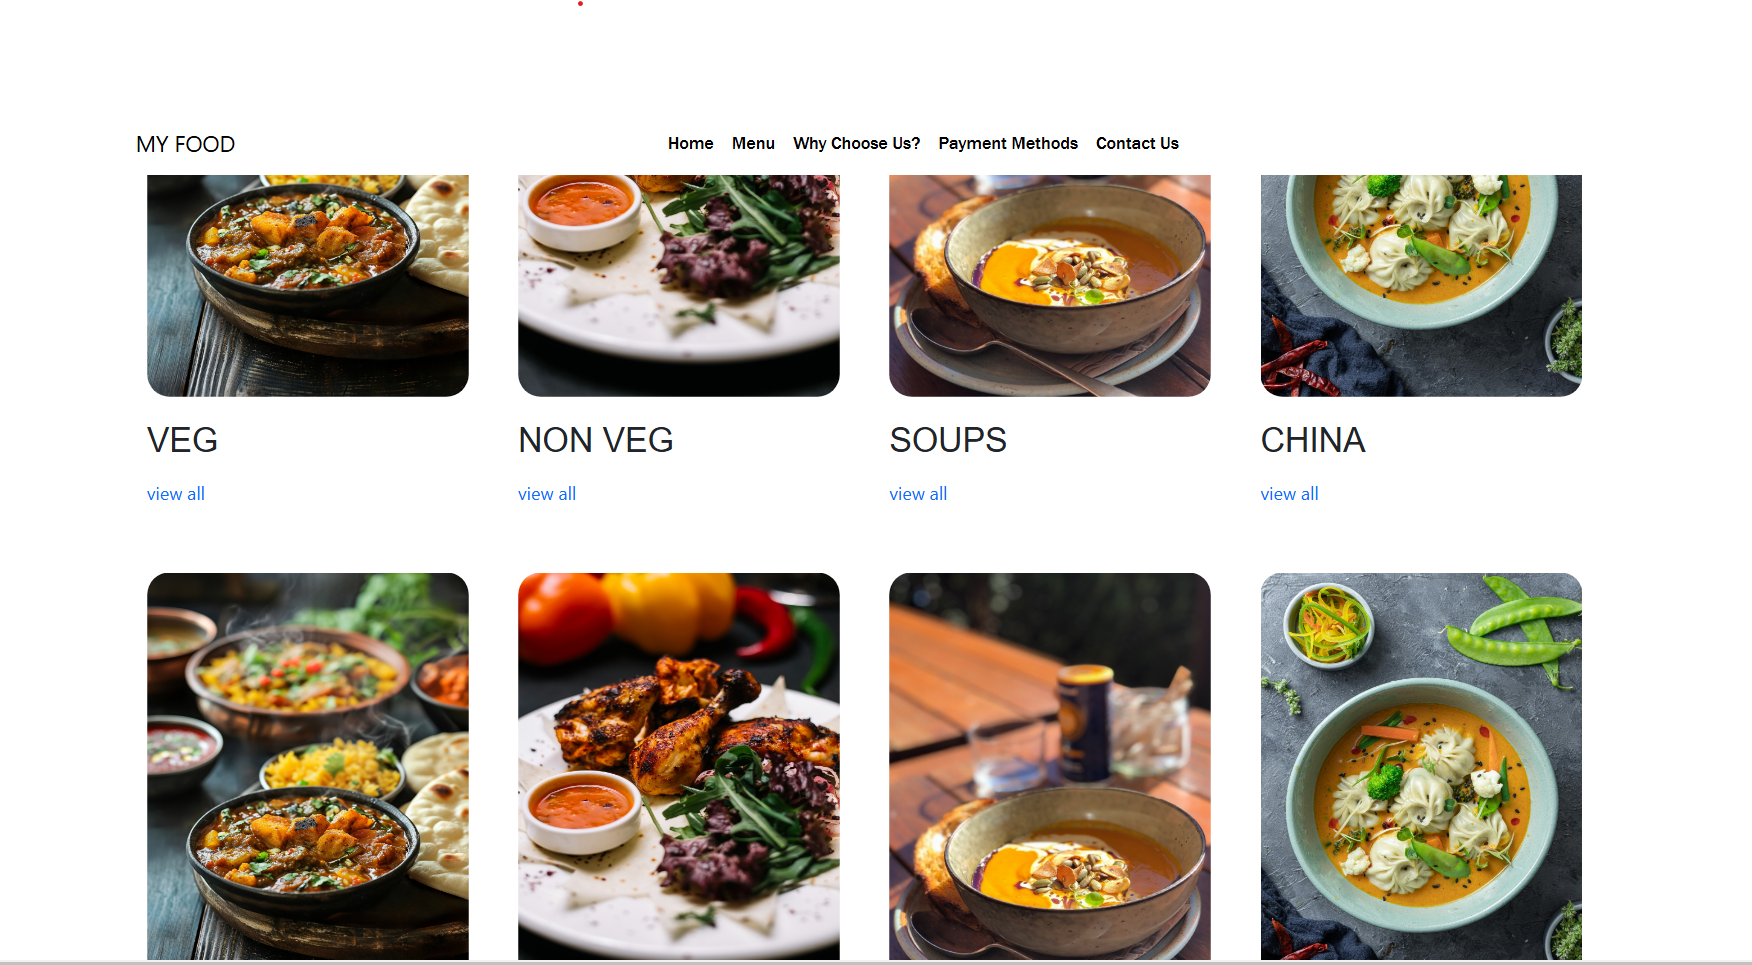 MY FOOD
Home Menu Why Choose Us? Payment Methods Contact Us
VEG NON VEG SOUPS CHINA
view all view all view all view all